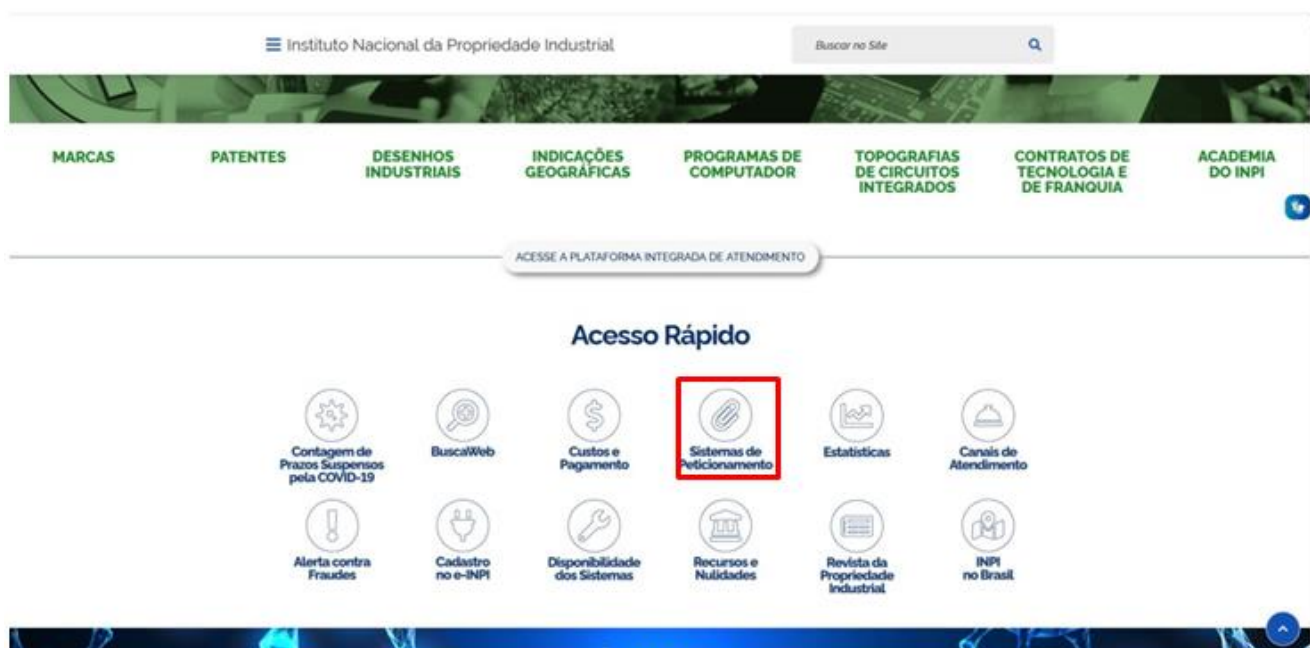 Instituto Nacional da Propriedade Industrial
Buscar no Site
MARCAS
PATENTES
DESENHOS
INDUSTRIAIS
INDICAÇÕES
GEOGRÁFICAS
PROGRAMAS DE
COMPUTADOR
TOPOGRAFIAS
DE CIRCUITOS
INTEGRADOS
CONTRATOS DE
TECNOLOGIA E
DE FRANQUIA
ACADEMIA
DO INPI
ACESSE A PLATAFORMA INTEGRADA DE ATENDIMENTO
Acesso Rápido
Contagem de
Prazos Suspensos
pela COVID-19
BuscaWeb
Custos e
Pagamento
Sistemas de
Peticionamento
Estatísticas
Canais de
Atendimento
Alerta contra
Fraudes
Cadastro
no e-INPI
Disponibilidade
dos Sistemas
Recursos e
Nulidades
Revista da
Propriedade
Industrial
INPI
no Brasil